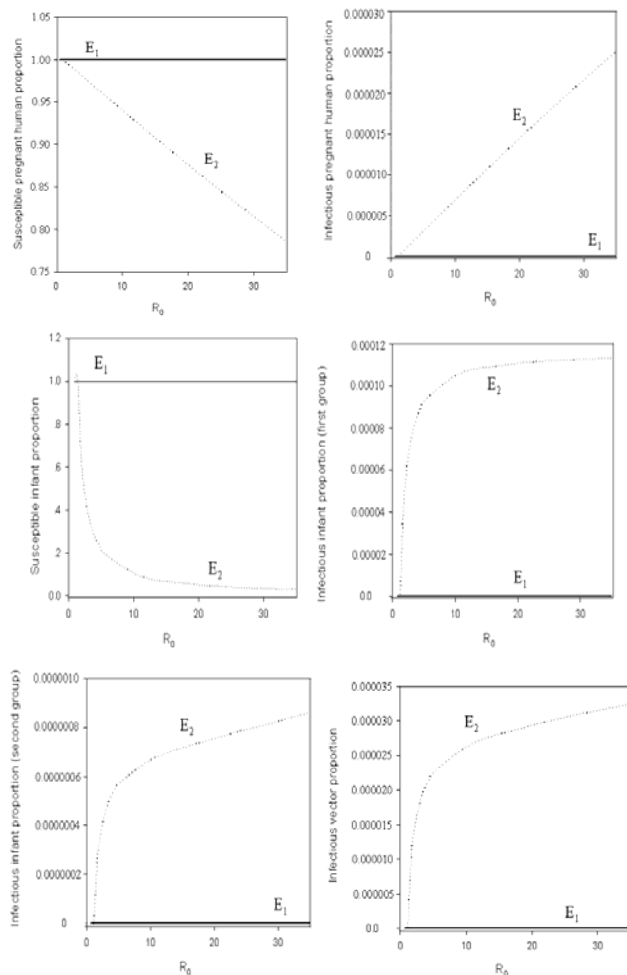 Susceptible pregnant human proportion
1.05
1.00
0.95
0.90
0.85
0.80
0.75
E1
E2
0 10 20 30
R0
Infectious pregnant human proportion
0.000030
0.000025
0.000020
0.000015
0.000010
0.000005
0
E2
E1
0 10 20 30
R0
Susceptible infant proportion
1.2
1.0
.8
.6
.4
.2
0.0
E1
E2
0 10 20 30
R0
Infectious infant proportion (first group)
0.00012
0.00010
0.00008
0.00006
0.00004
0.00002
0.0
E2
E1
0 10 20 30
R0
Infectious infant proportion (second group)
0.0000010
0.0000008
0.0000006
0.0000004
0.0000002
0
E2
E1
0 10 20 30
R0
Infectious vector proportion
0.000035
0.000030
0.000025
0.000020
0.000015
0.000010
0.000005
0.0
E2
E1
0 10 20 30
R0